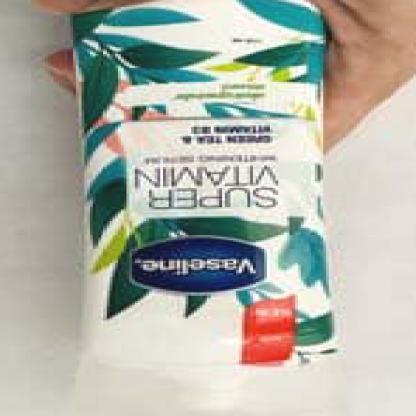 Vaseline.
SUPER
VITAMIN
WHITENING SERUM
GREEN TEA &
VITAMIN B3